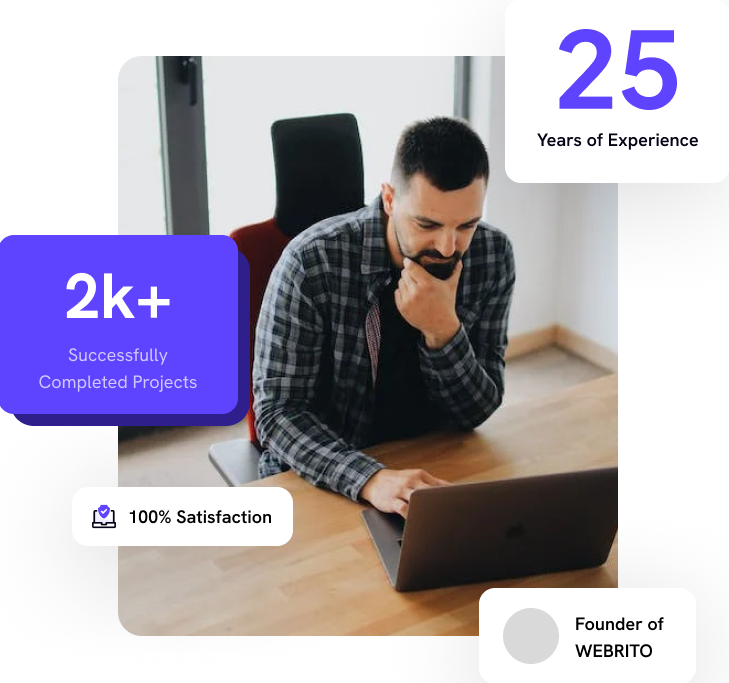 25
Years of Experience
2k+
Successfully
Completed Projects
100% Satisfaction
Founder of
WEBRITO